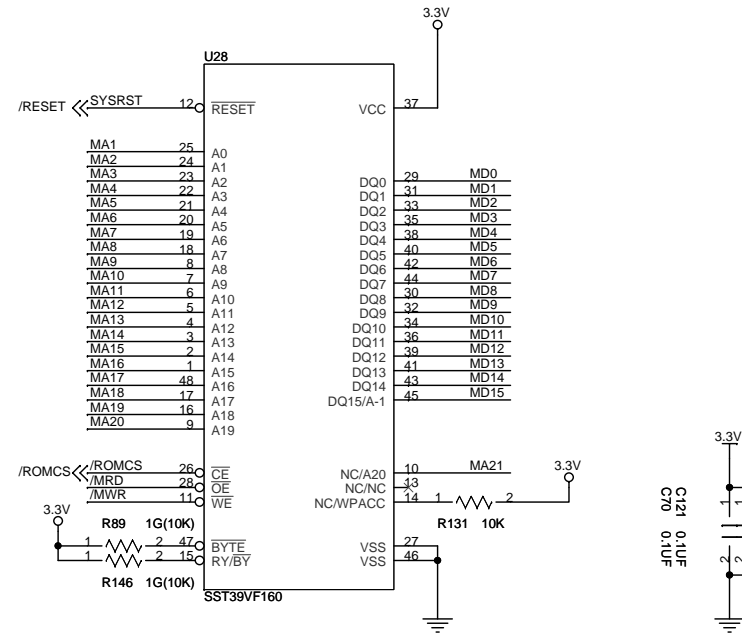 3.3V
U28
/RESET SYSRST 12 RESET VCC 37
MA1 25 A0
MA2 24 A1
MA3 23 A2 DQ0 29 MD0
MA4 22 A3 DQ1 31 MD1
MA5 21 A4 DQ2 33 MD2
MA6 20 A5 DQ3 35 MD3
MA7 19 A6 DQ4 38 MD4
MA8 18 A7 DQ5 40 MD5
MA9 8 A8 DQ6 42 MD6
MA10 7 A9 DQ7 44 MD7
MA11 6 A10 DQ8 30 MD8
MA12 5 A11 DQ9 32 MD9
MA13 4 A12 DQ10 34 MD10
MA14 3 A13 DQ11 36 MD11
MA15 2 A14 DQ12 39 MD12
MA16 1 A15 DQ13 41 MD13
MA17 48 A16 DQ14 43 MD14
MA18 17 A17 DQ15/A-1 45 MD15
MA19 16 A18
MA20 9 A19
/ROMCS /ROMCS 26 CE NC/A20 10 MA21 3.3V
/MRD 28 OE NC/NC 13
/MWR 11 WE NC/WPACC 14 1 2
R131 10K
3.3V
R89 1G(10K)
1 2 47 BYTE VSS 27
1 2 15 RY/BY VSS 46
R146 1G(10K)
SST39VF160
3.3V
C121 0.1UF
C70 0.1UF
1 1
2 2